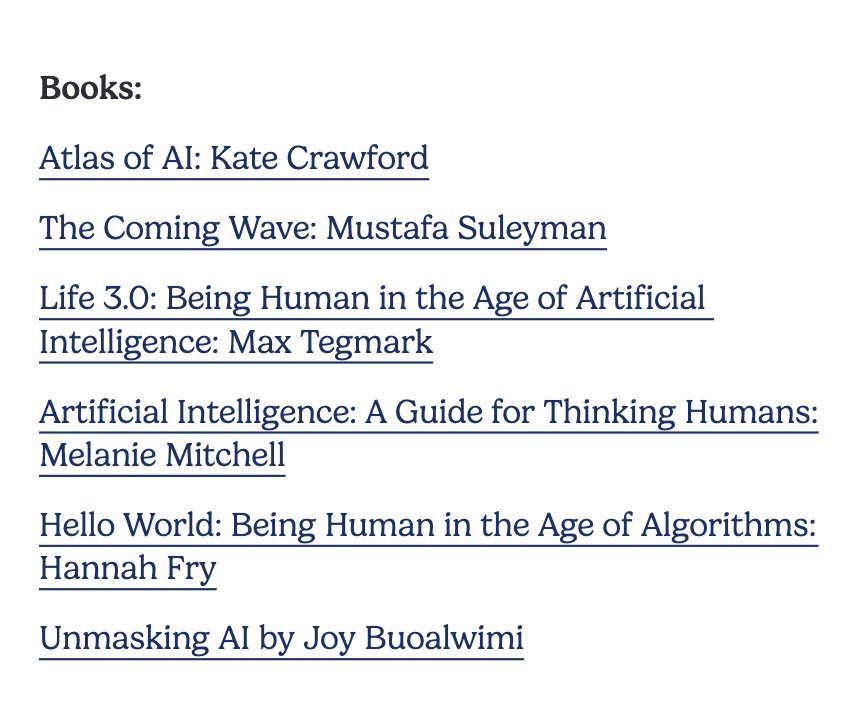 Books:
Atlas of AI: Kate Crawford
The Coming Wave: Mustafa Suleyman
Life 3.0: Being Human in the Age of Artificial
Intelligence: Max Tegmark
Artificial Intelligence: A Guide for Thinking Humans:
Melanie Mitchell
Hello World: Being Human in the Age of Algorithms:
Hannah Fry
Unmasking AI by Joy Buoalwimi